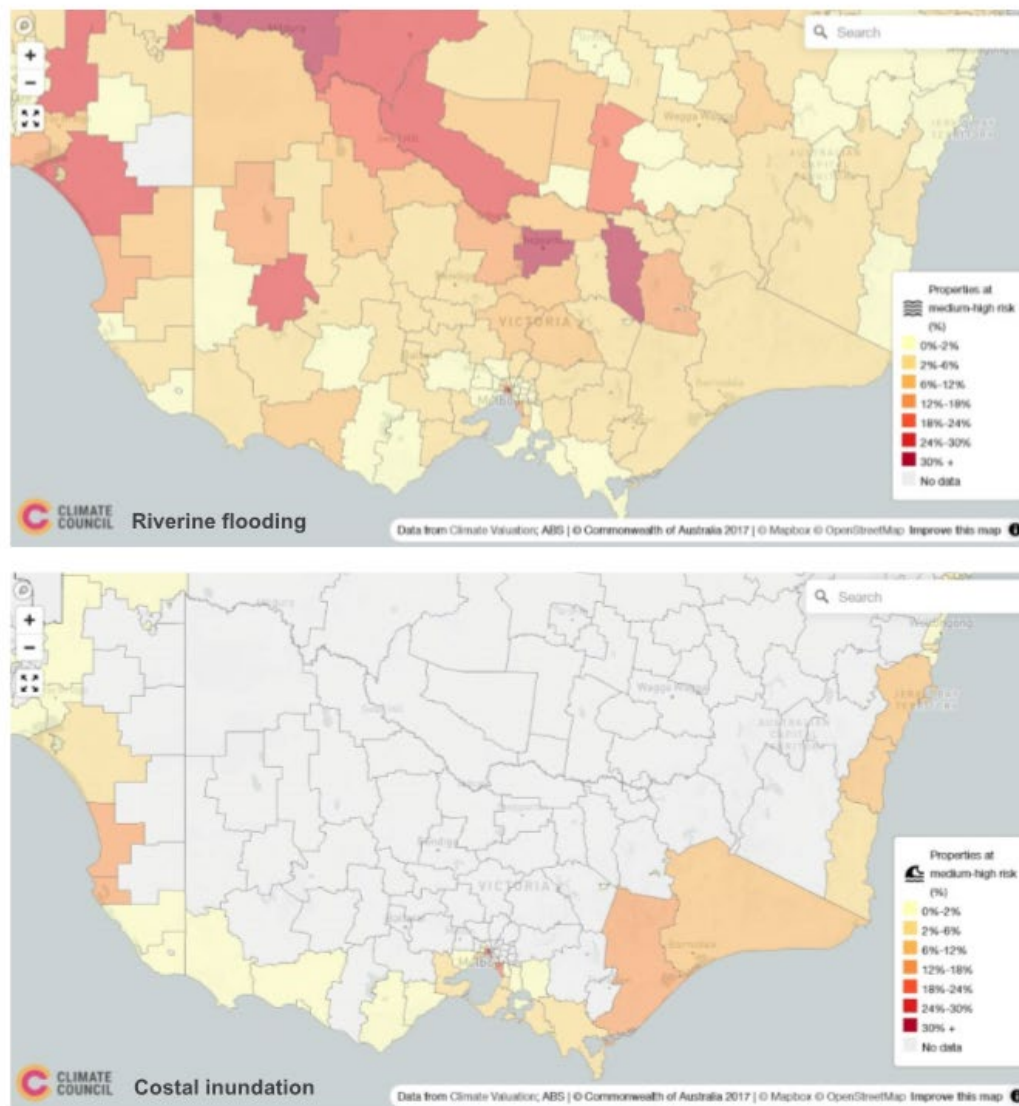 +
Search
−
Wagga Wagga
VICTORIA
Properties at
medium-high risk
(%)
0%-2%
2%-6%
6%-12%
12%-18%
18%-24%
24%-30%
30% +
No data
CLIMATE
COUNCIL
Riverine flooding
Data from Climate Valuation; ABS | © Commonwealth of Australia 2017 | © Mapbox © OpenStreetMap Improve this map
+
Search
−
Wagga Wagga
VICTORIA
Properties at
medium-high risk
(%)
0%-2%
2%-6%
6%-12%
12%-18%
18%-24%
24%-30%
30% +
No data
CLIMATE
COUNCIL
Costal inundation
Data from Climate Valuation; ABS | © Commonwealth of Australia 2017 | © Mapbox © OpenStreetMap Improve this map